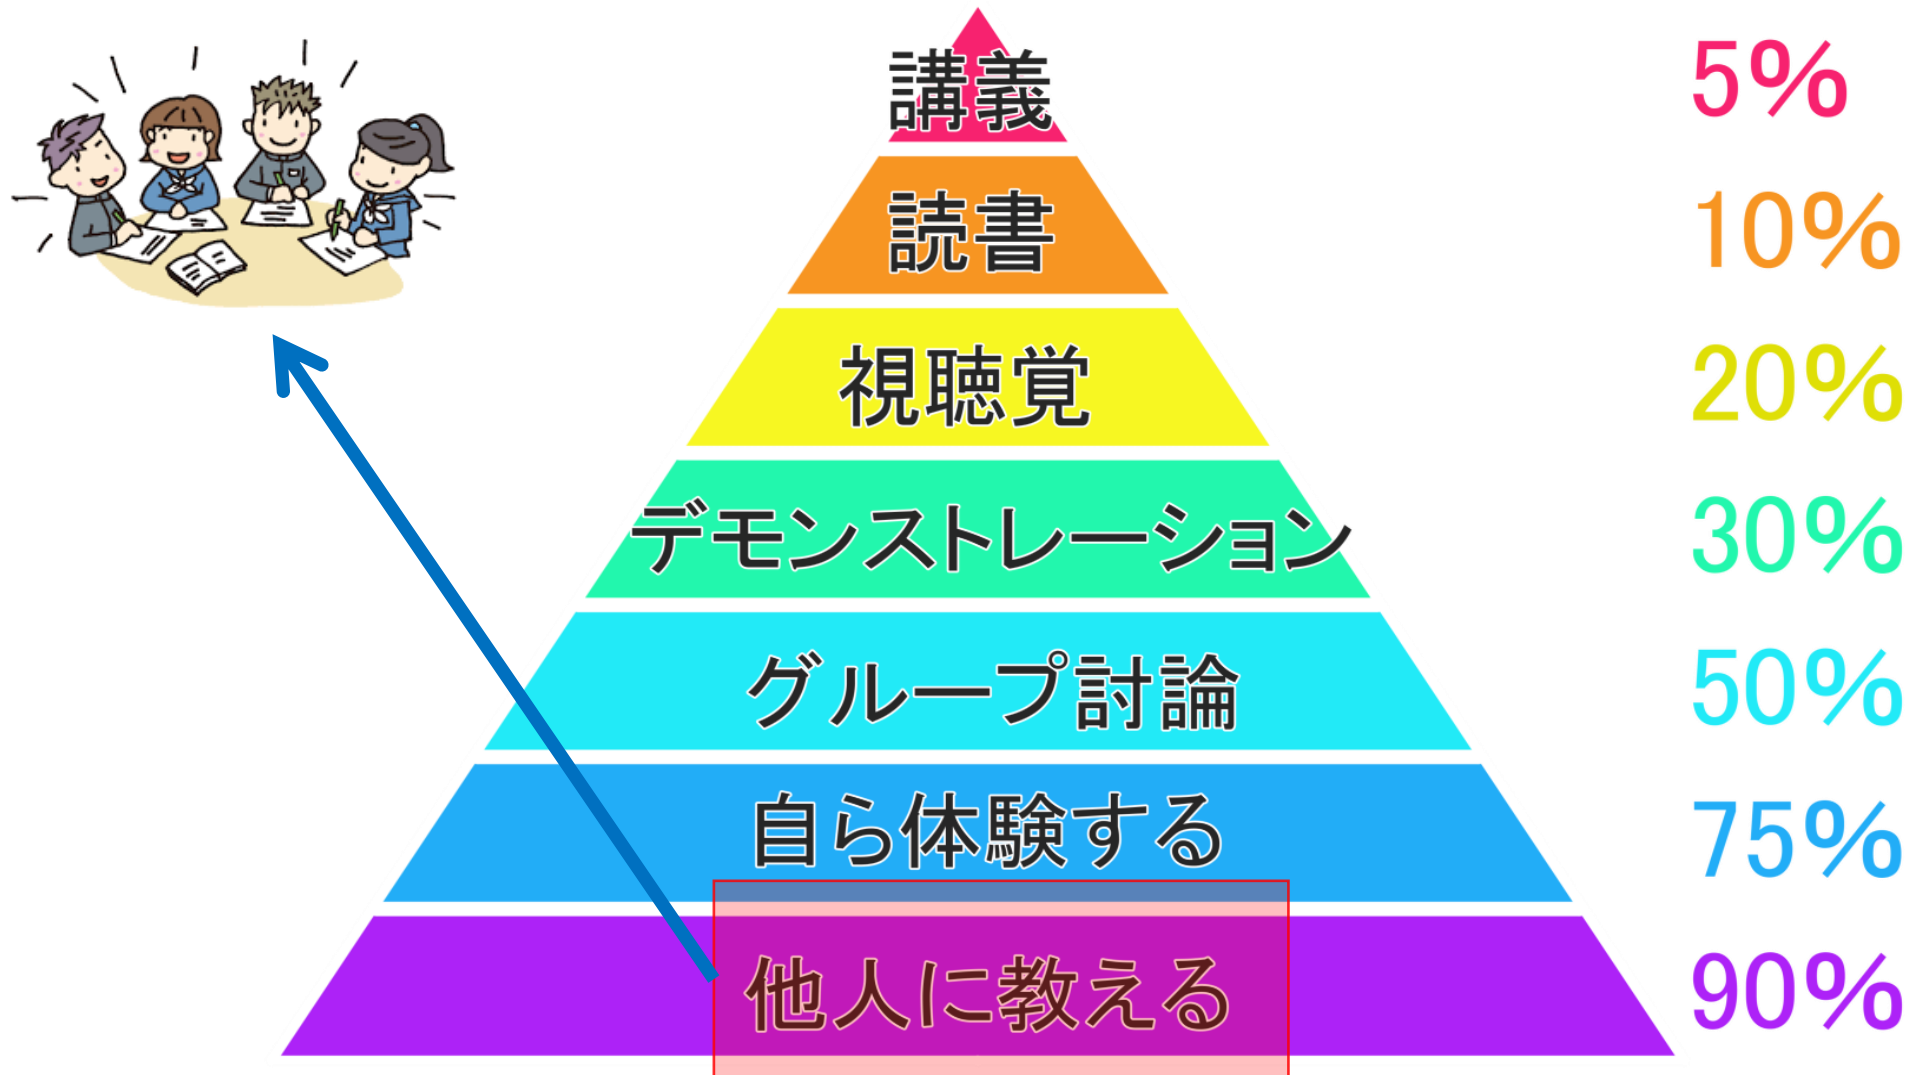 講義 5%
読書 10%
視聴覚 20%
デモンストレーション 30%
グループ討論 50%
自ら体験する 75%
他人に教える 90%